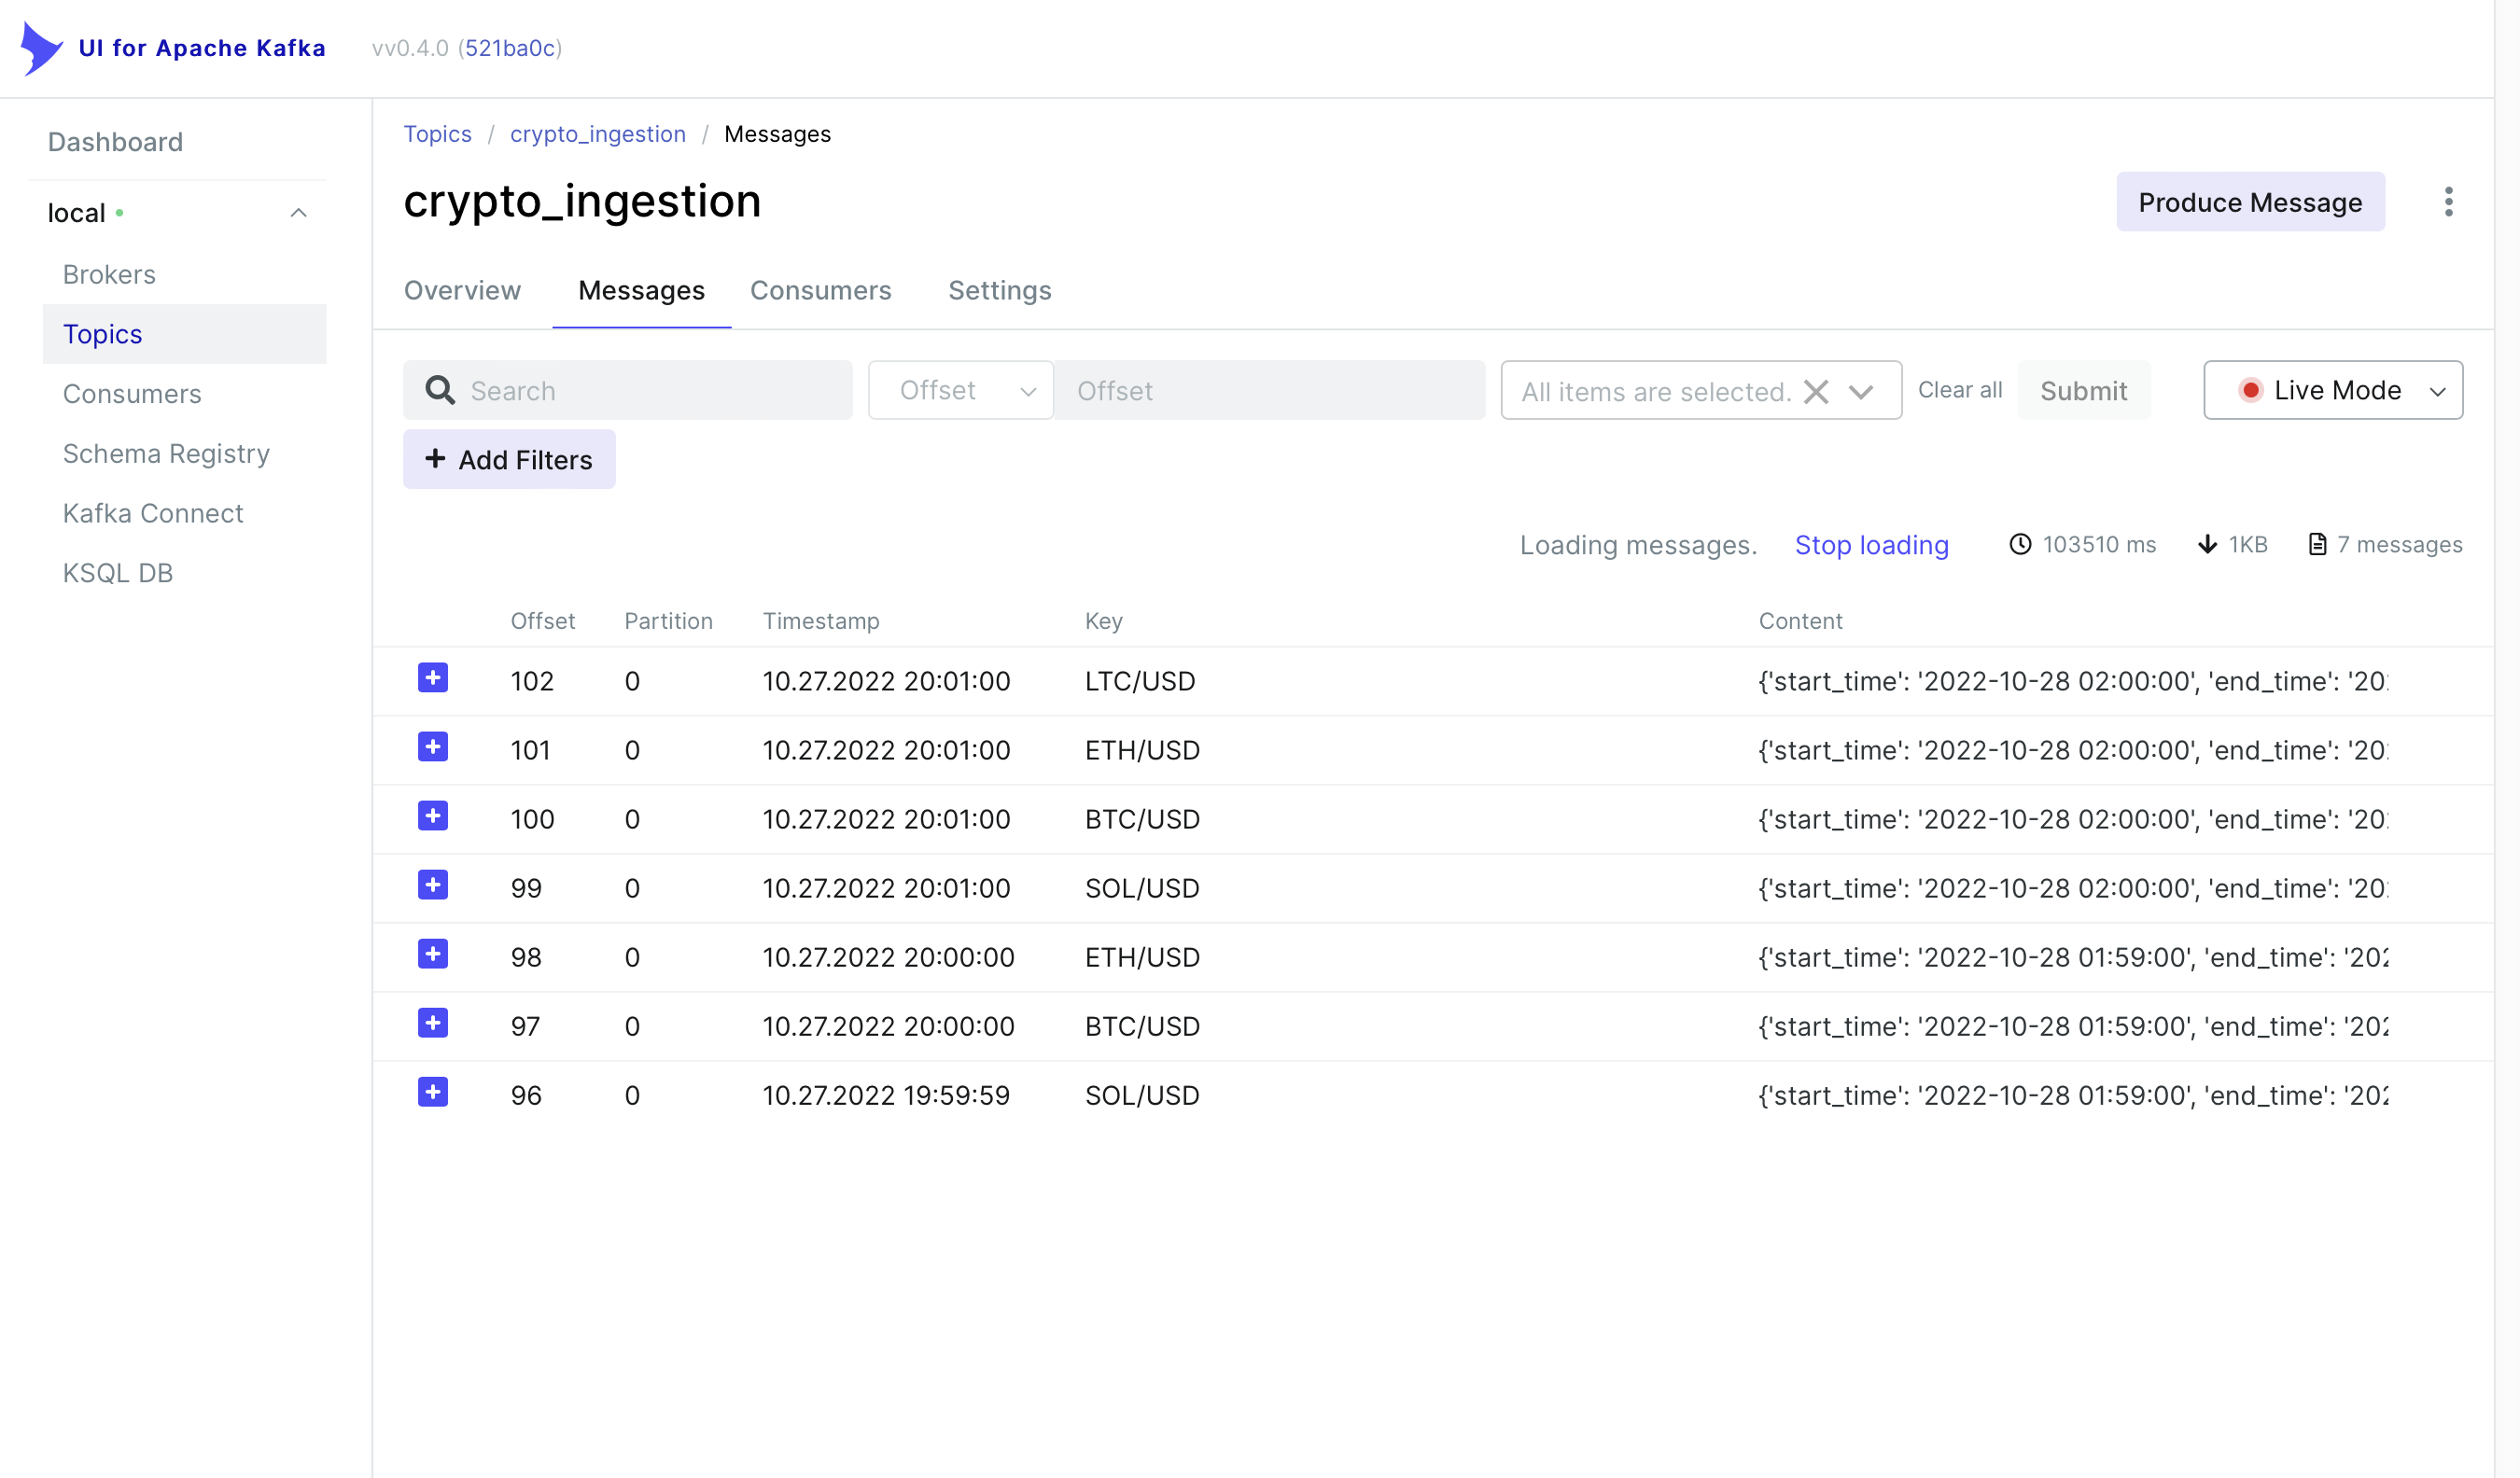 UI for Apache Kafka vv0.4.0 (521ba0c)
Dashboard
local
Brokers
Topics
Consumers
Schema Registry
Kafka Connect
KSQL DB
Topics / crypto_ingestion / Messages
crypto_ingestion
Produce Message
Overview Messages Consumers Settings
Search Offset Offset All items are selected. Clear all Submit Live Mode
Add Filters
Loading messages. Stop loading 103510 ms 1KB 7 messages
Offset Partition Timestamp Key Content
102 0 10.27.2022 20:01:00 LTC/USD {'start_time': '2022-10-28 02:00:00', 'end_time': '20
101 0 10.27.2022 20:01:00 ETH/USD {'start_time': '2022-10-28 02:00:00', 'end_time': '20
100 0 10.27.2022 20:01:00 BTC/USD {'start_time': '2022-10-28 02:00:00', 'end_time': '20
99 0 10.27.2022 20:01:00 SOL/USD {'start_time': '2022-10-28 02:00:00', 'end_time': '20
98 0 10.27.2022 20:00:00 ETH/USD {'start_time': '2022-10-28 01:59:00', 'end_time': '202
97 0 10.27.2022 20:00:00 BTC/USD {'start_time': '2022-10-28 01:59:00', 'end_time': '202
96 0 10.27.2022 19:59:59 SOL/USD {'start_time': '2022-10-28 01:59:00', 'end_time': '202